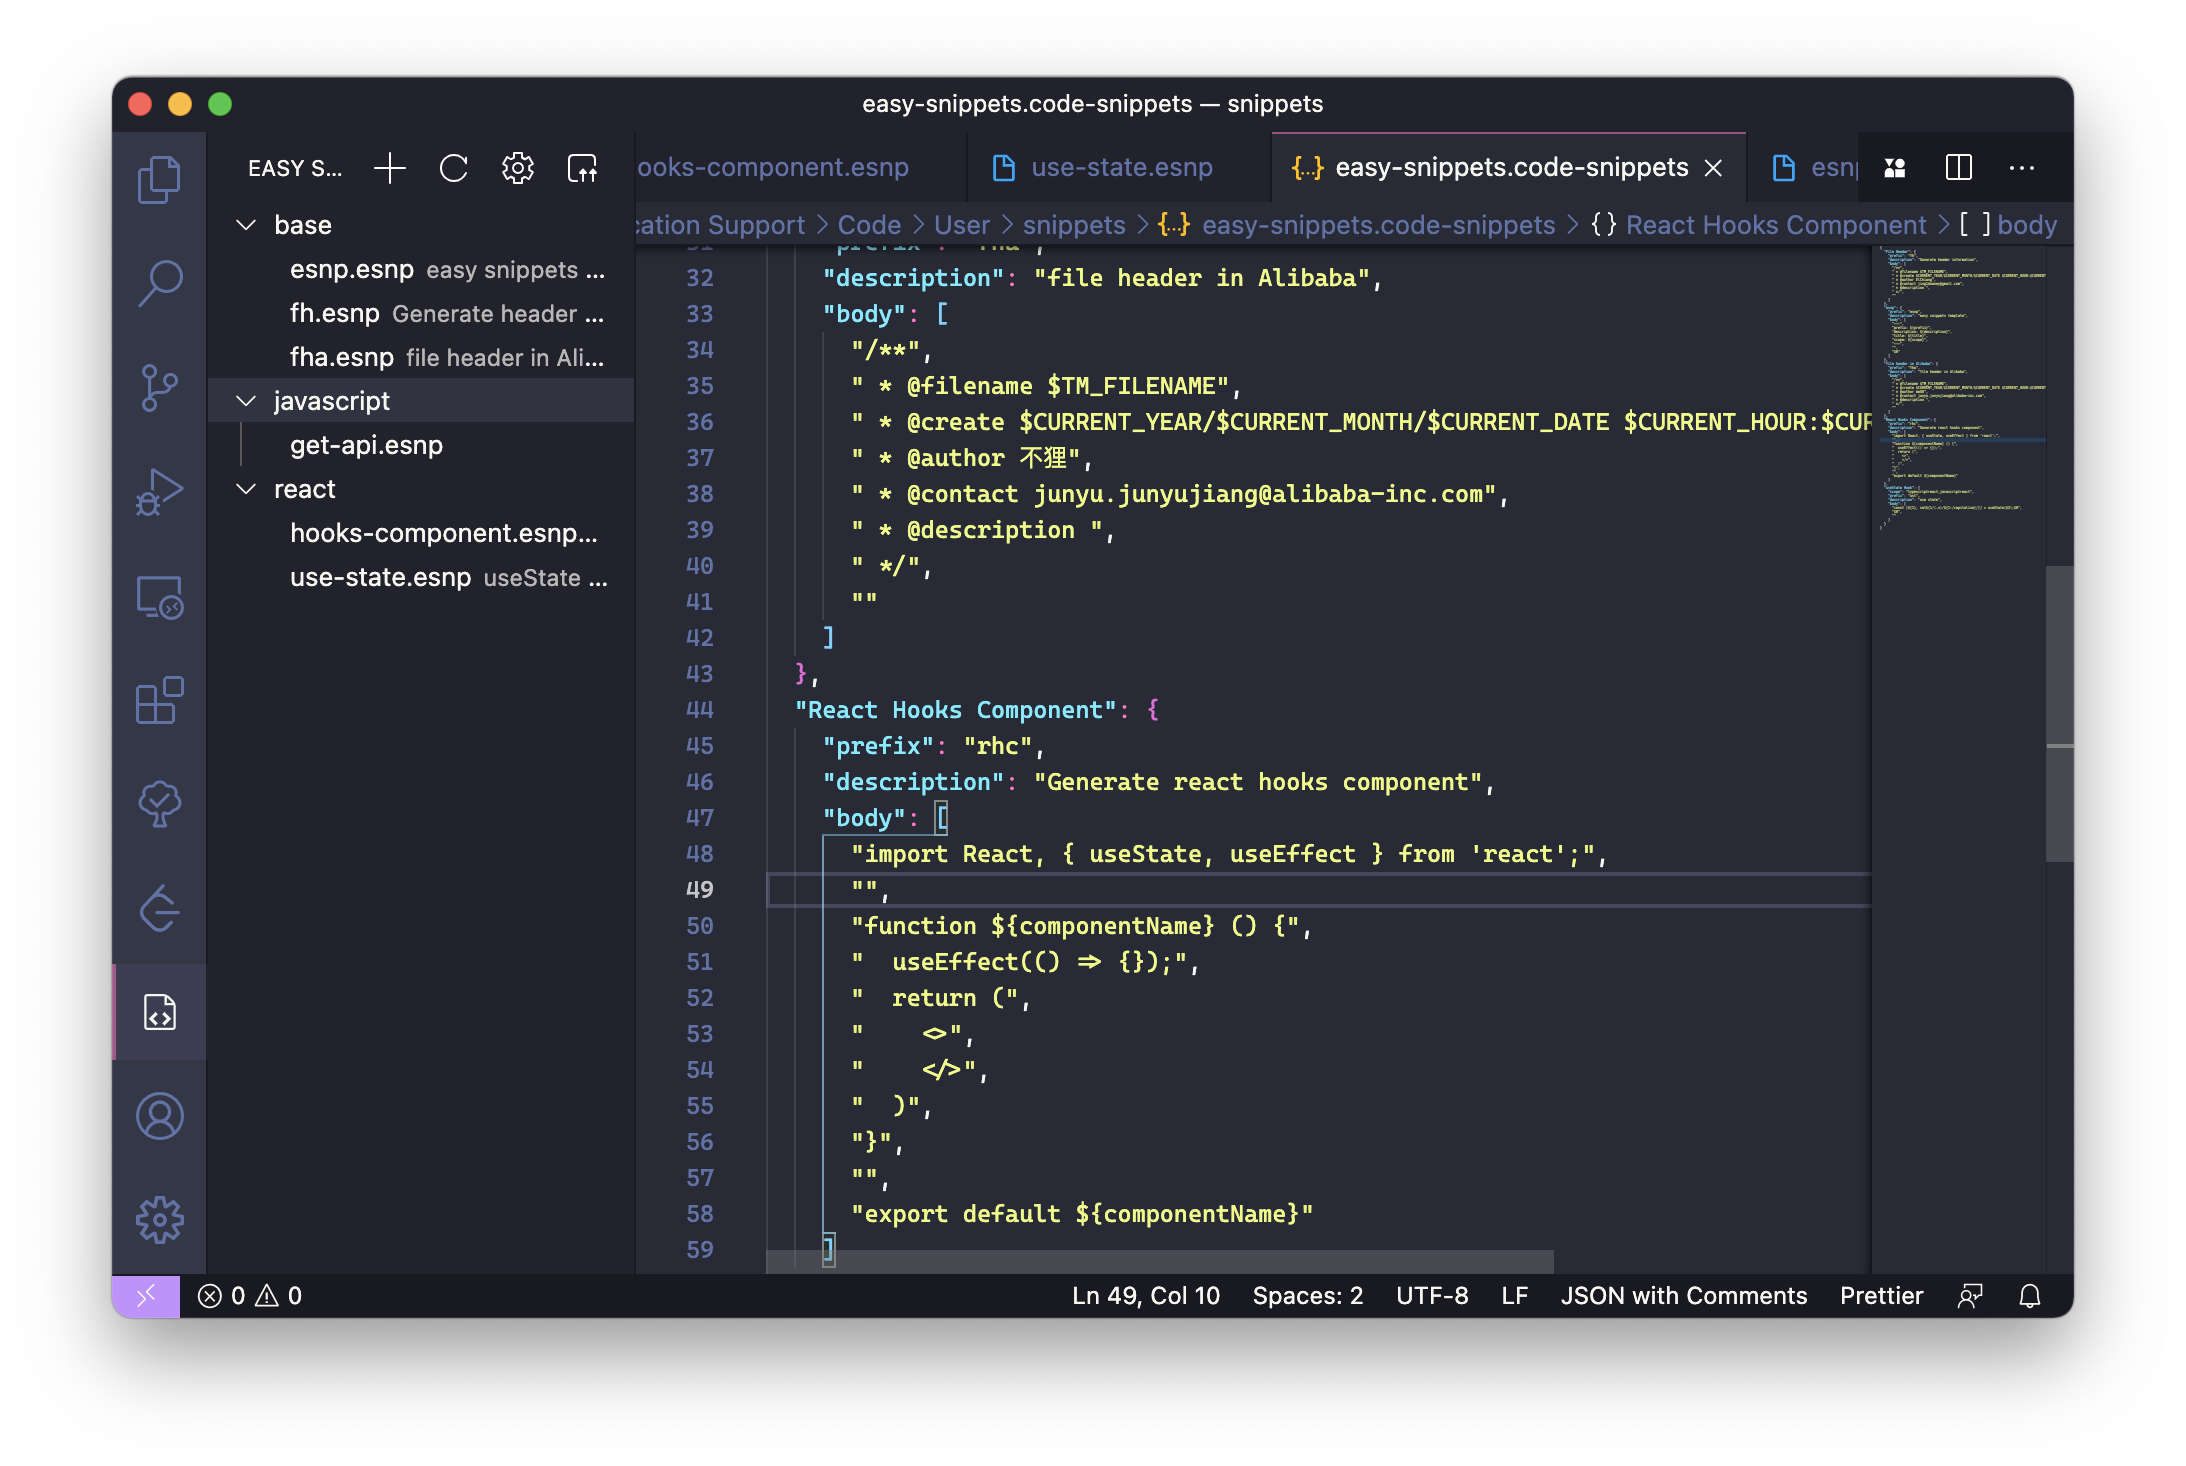 easy-snippets.code-snippets — snippets
EASY S...
ooks-component.esnp
use-state.esnp
{...} easy-snippets.code-snippets
esnp
cation Support > Code > User > snippets > {...} easy-snippets.code-snippets > {} React Hooks Component > [ ] body
base
esnp.esnp easy snippets ...
fh.esnp Generate header ...
fha.esnp file header in Ali...
javascript
get-api.esnp
react
hooks-component.esnp...
use-state.esnp useState ...
32 "description": "file header in Alibaba",
33 "body": [
34 "/**",
35 " * @filename $TM_FILENAME",
36 " * @create $CURRENT_YEAR/$CURRENT_MONTH/$CURRENT_DATE $CURRENT_HOUR:$CUR
37 " * @author 不狸",
38 " * @contact junyu.junyujiang@alibaba-inc.com",
39 " * @description ",
40 " */",
41 ""
42 ]
43 },
44 "React Hooks Component": {
45 "prefix": "rhc",
46 "description": "Generate react hooks component",
47 "body": [
48 "import React, { useState, useEffect } from 'react';",
49 "",
50 "function ${componentName} () {",
51 "  useEffect(() => {});",
52 "  return (",
53 "    <>",
54 "    </>",
55 "  )",
56 "}",
57 "",
58 "export default ${componentName}"
59 ]
0 0
Ln 49, Col 10 Spaces: 2 UTF-8 LF JSON with Comments Prettier